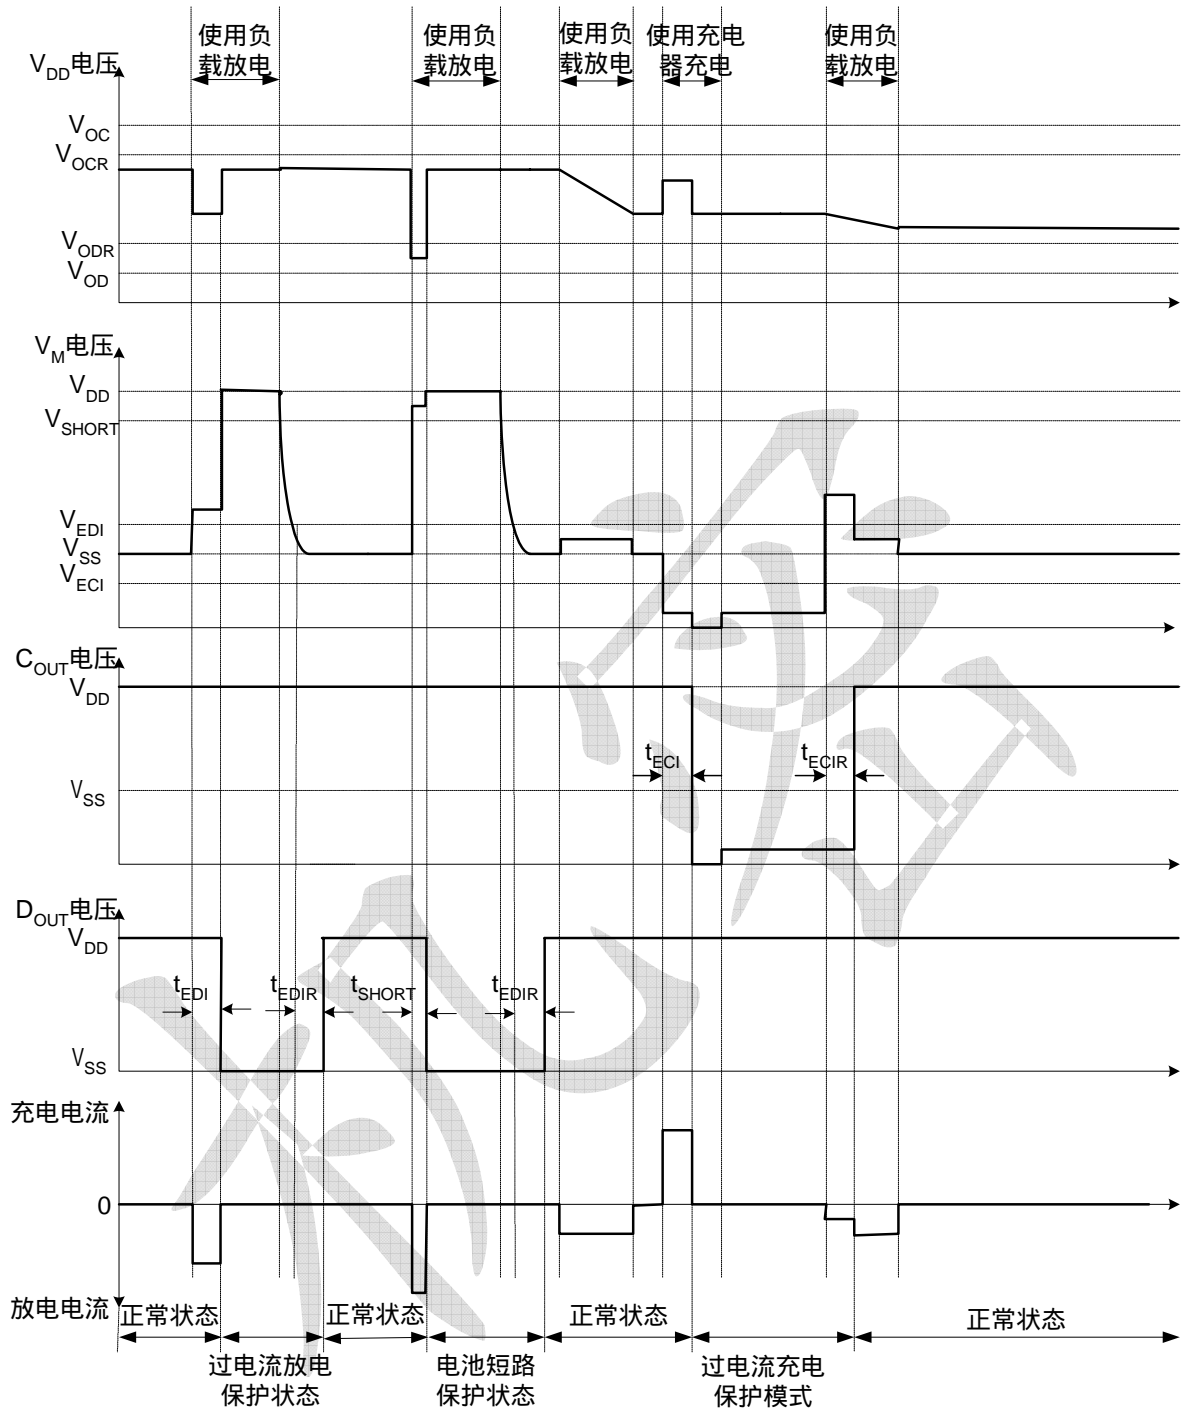 使用负
载放电
使用负
载放电
使用负
载放电
使用充电
器充电
使用负
载放电
VDD电压
VOC
VOCR
VODR
VOD
VM电压
VDD
VSHORT
VEDI
VSS
VECI
COUT电压
VDD
tECI
tECIR
VSS
DOUT电压
VDD
tEDI
tEDIR
tSHORT
tEDIR
VSS
充电电流
0
放电电流
正常状态
正常状态
正常状态
正常状态
过电流放电
保护状态
电池短路
保护状态
过电流充电
保护模式
机密